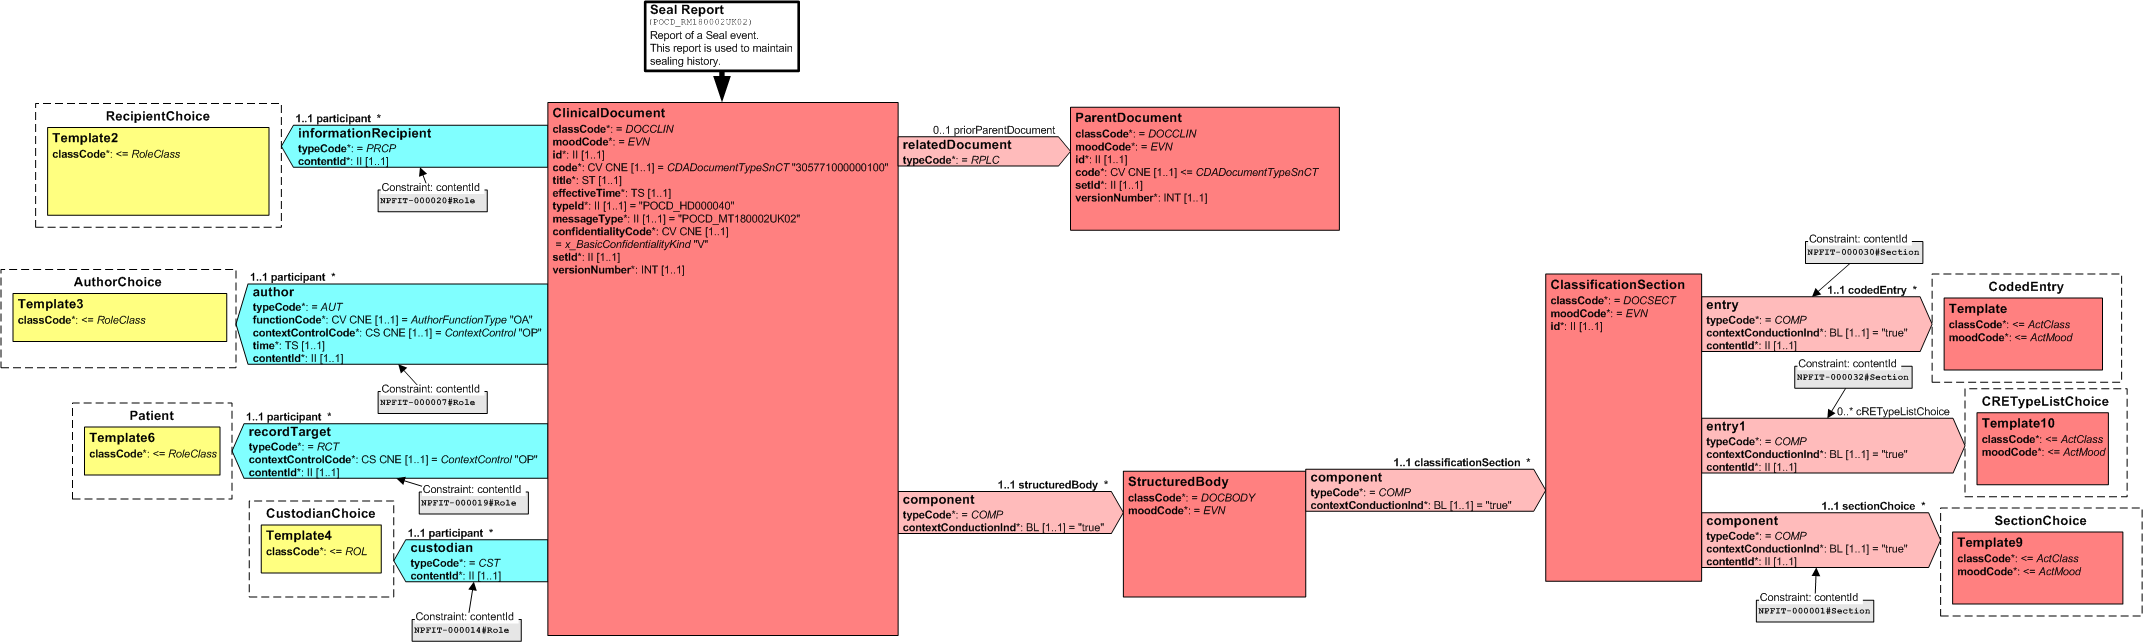 Seal Report
(POCD_RM180002UK02)
Report of a Seal event.
This report is used to maintain
sealing history.
RecipientChoice
Template2
classCode*: <= RoleClass
1..1 participant *
informationRecipient
typeCode*: = PRCP
contentId*: II [1..1]
Constraint: contentId
NPFIT-000020#Role
AuthorChoice
Template3
classCode*: <= RoleClass
1..1 participant *
author
typeCode*: = AUT
functionCode*: CV CNE [1..1] = AuthorFunctionType "OA"
contextControlCode*: CS CNE [1..1] = ContextControl "OP"
time*: TS [1..1]
contentId*: II [1..1]
Constraint: contentId
NPFIT-000007#Role
Patient
Template6
classCode*: <= RoleClass
1..1 participant *
recordTarget
typeCode*: = RCT
contextControlCode*: CS CNE [1..1] = ContextControl "OP"
contentId*: II [1..1]
Constraint: contentId
NPFIT-000019#Role
CustodianChoice
Template4
classCode*: <= ROL
1..1 participant *
custodian
typeCode*: = CST
contentId*: II [1..1]
Constraint: contentId
NPFIT-000014#Role
ClinicalDocument
classCode*: = DOCCLIN
moodCode*: = EVN
id*: II [1..1]
code*: CV CNE [1..1] = CDADocumentTypeSnCT "305771000000100"
title*: ST [1..1]
effectiveTime*: TS [1..1]
typeId*: II [1..1] = "POCD_HD000040"
messageType*: II [1..1] = "POCD_MT180002UK02"
confidentialityCode*: CV CNE [1..1]
= x_BasicConfidentialityKind "V"
setId*: II [1..1]
versionNumber*: INT [1..1]
0..1 priorParentDocument
relatedDocument
typeCode*: = RPLC
ParentDocument
classCode*: = DOCCLIN
moodCode*: = EVN
id*: II [1..1]
code*: CV CNE [1..1] <= CDADocumentTypeSnCT
setId*: II [1..1]
versionNumber*: INT [1..1]
1..1 structuredBody *
component
typeCode*: = COMP
contextConductionInd*: BL [1..1] = "true"
StructuredBody
classCode*: = DOCBODY
moodCode*: = EVN
1..1 classificationSection *
component
typeCode*: = COMP
contextConductionInd*: BL [1..1] = "true"
ClassificationSection
classCode*: = DOCSECT
moodCode*: = EVN
id*: II [1..1]
Constraint: contentId
NPFIT-000030#Section
1..1 codedEntry *
entry
typeCode*: = COMP
contextConductionInd*: BL [1..1] = "true"
contentId*: II [1..1]
CodedEntry
Template
classCode*: <= ActClass
moodCode*: <= ActMood
Constraint: contentId
NPFIT-000032#Section
0..* cRETypeListChoice
entry1
typeCode*: = COMP
contextConductionInd*: BL [1..1] = "true"
contentId*: II [1..1]
CRETypeListChoice
Template10
classCode*: <= ActClass
moodCode*: <= ActMood
1..1 sectionChoice *
component
typeCode*: = COMP
contextConductionInd*: BL [1..1] = "true"
contentId*: II [1..1]
Constraint: contentId
NPFIT-000001#Section
SectionChoice
Template9
classCode*: <= ActClass
moodCode*: <= ActMood